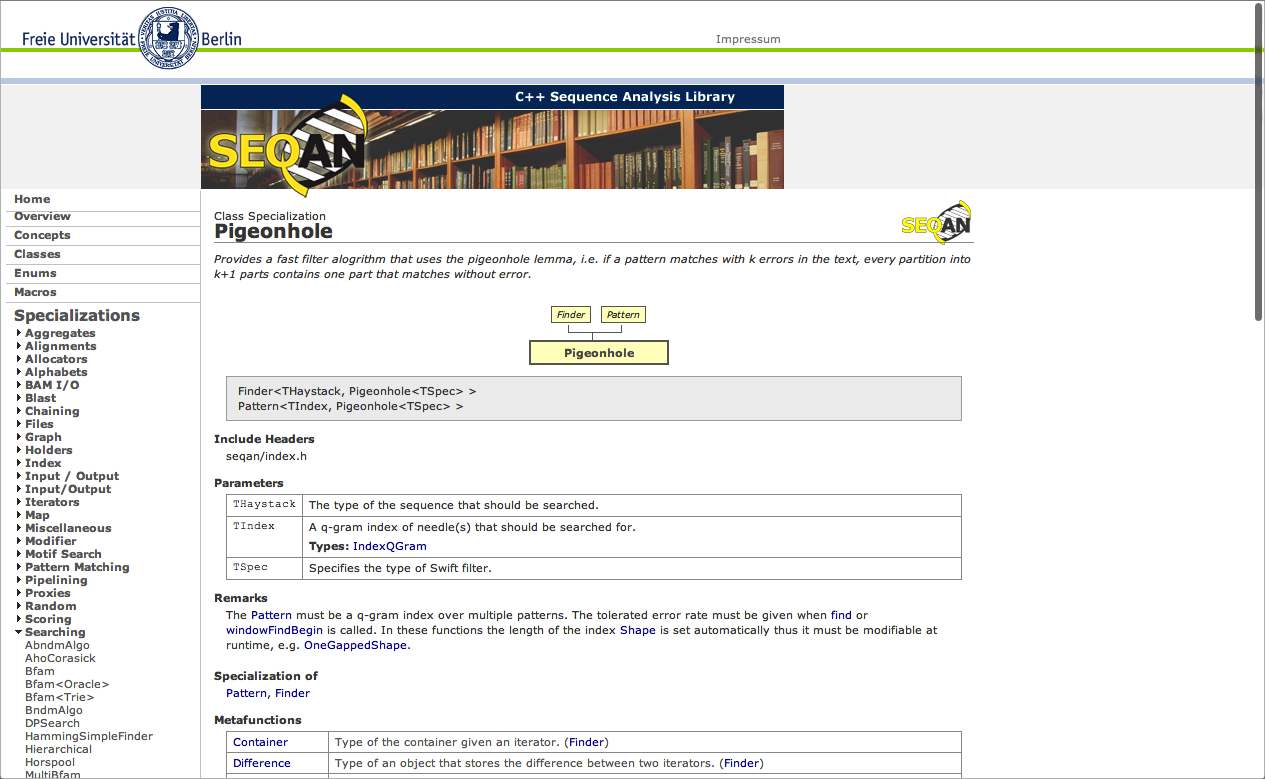 Freie Universität Berlin
Impressum
C++ Sequence Analysis Library
SEQAN
Home
Overview
Concepts
Classes
Enums
Macros
Specializations
Aggregates
Alignments
Allocators
Alphabets
BAM I/O
Blast
Chaining
Files
Graph
Holders
Index
Input / Output
Input/Output
Iterators
Map
Miscellaneous
Modifier
Motif Search
Pattern Matching
Pipelining
Proxies
Random
Scoring
Searching
AbndmAlgo
AhoCorasick
Bfam
Bfam<Oracle>
Bfam<Trie>
BndmAlgo
DPSearch
HammingSimpleFinder
Hierarchical
Horspool
MultiBfam
Class Specialization
Pigeonhole
SEQAN
Provides a fast filter alogrithm that uses the pigeonhole lemma, i.e. if a pattern matches with k errors in the text, every partition into
k+1 parts contains one part that matches without error.
Finder Pattern
Pigeonhole
Finder<THaystack, Pigeonhole<TSpec> >
Pattern<TIndex, Pigeonhole<TSpec> >
Include Headers
seqan/index.h
Parameters
THaystack The type of the sequence that should be searched.
TIndex A q-gram index of needle(s) that should be searched for.
Types: IndexQGram
TSpec Specifies the type of Swift filter.
Remarks
The Pattern must be a q-gram index over multiple patterns. The tolerated error rate must be given when find or
windowFindBegin is called. In these functions the length of the index Shape is set automatically thus it must be modifiable at
runtime, e.g. OneGappedShape.
Specialization of
Pattern, Finder
Metafunctions
Container Type of the container given an iterator. (Finder)
Difference Type of an object that stores the difference between two iterators. (Finder)